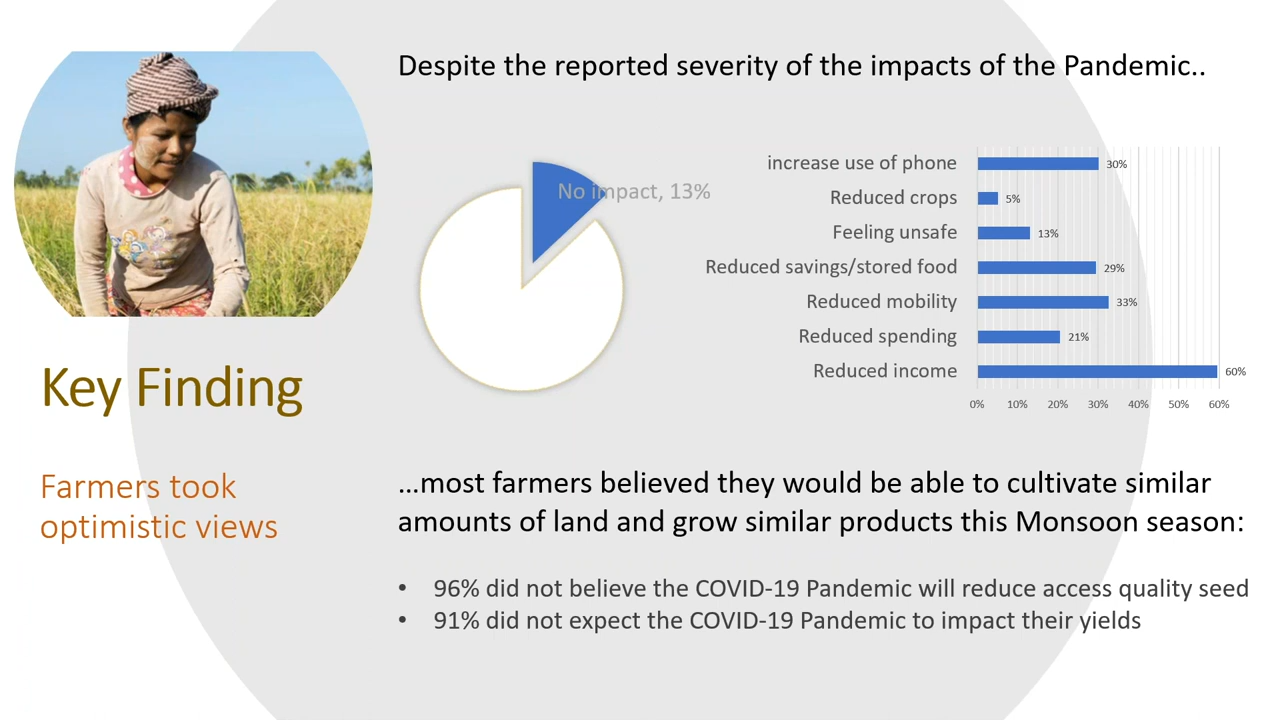 Despite the reported severity of the impacts of the Pandemic..
No impact, 13%
increase use of phone 30%
Reduced crops 5%
Feeling unsafe 13%
Reduced savings/stored food 29%
Reduced mobility 33%
Reduced spending 21%
Reduced income 60%
0% 10% 20% 30% 40% 50% 60%
Key Finding
Farmers took
optimistic views
...most farmers believed they would be able to cultivate similar
amounts of land and grow similar products this Monsoon season:
• 96% did not believe the COVID-19 Pandemic will reduce access quality seed
• 91% did not expect the COVID-19 Pandemic to impact their yields